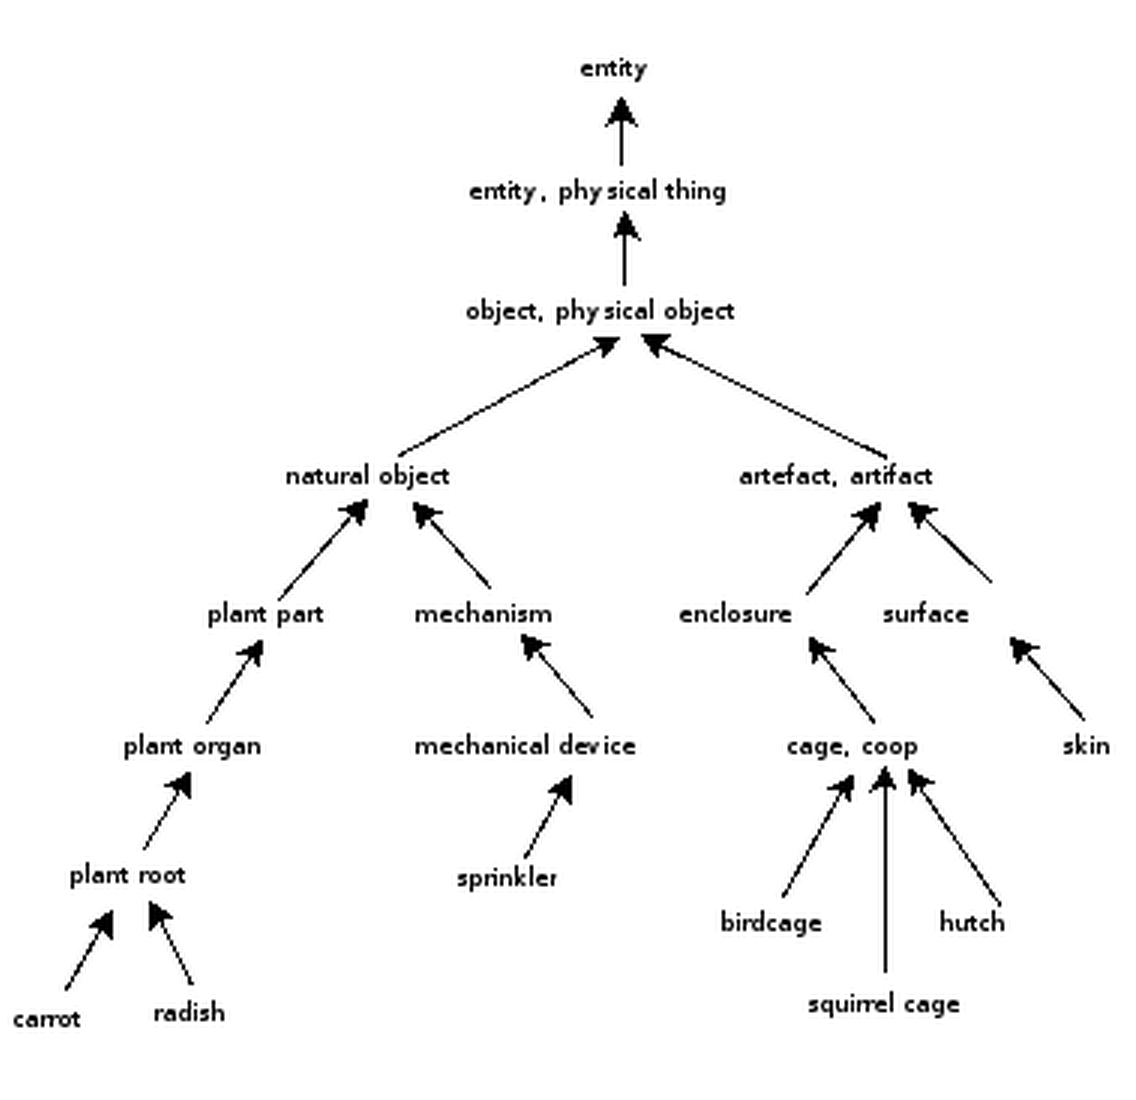 entity
entity, physical thing
object, physical object
natural object
artefact, artifact
plant part
mechanism
enclosure
surface
plant organ
mechanical device
cage, coop
skin
plant root
sprinkler
birdcage
hutch
squirrel cage
carrot
radish